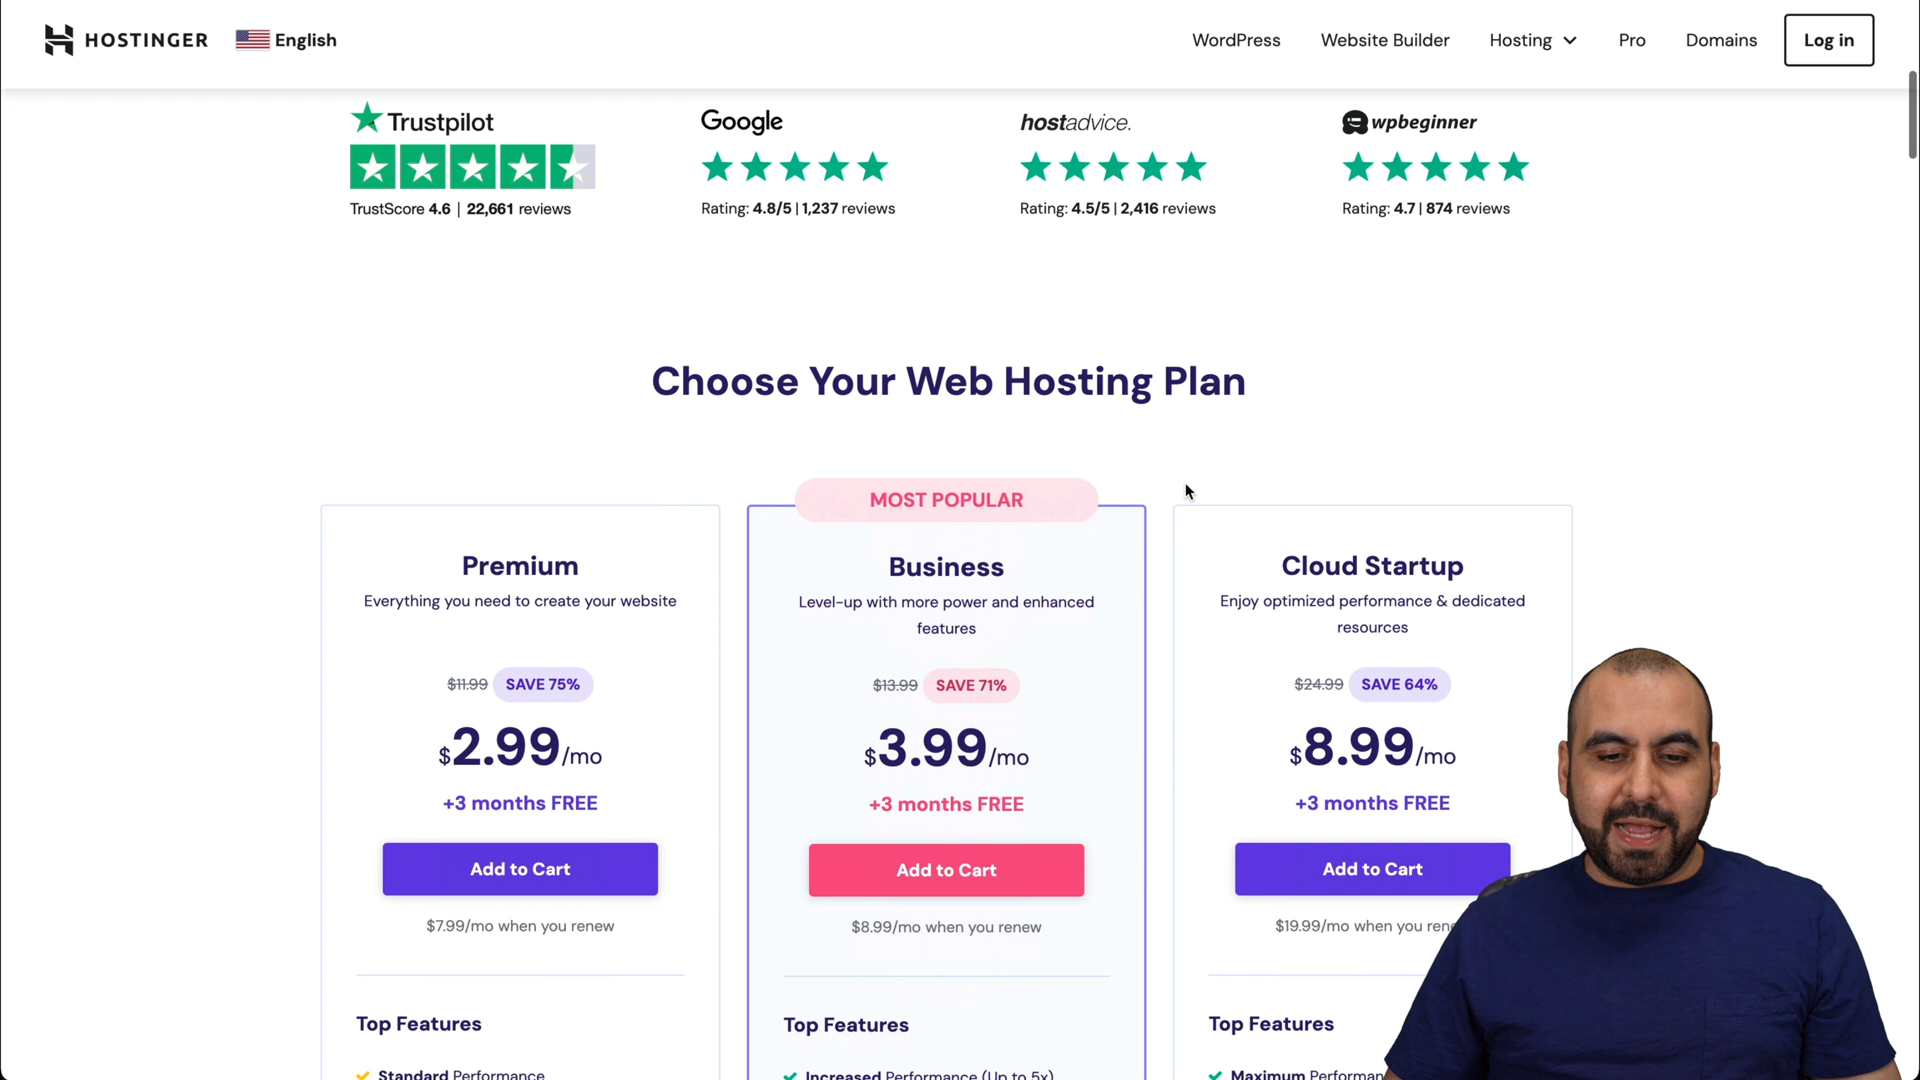 HOSTINGER English WordPress Website Builder Hosting Pro Domains Log in
Trustpilot
TrustScore 4.6 | 22,661 reviews
Google
Rating: 4.8/5 | 1,237 reviews
hostadvice.
Rating: 4.5/5 | 2,416 reviews
wpbeginner
Rating: 4.7 | 874 reviews
Choose Your Web Hosting Plan
Premium
Everything you need to create your website
$11.99 SAVE 75%
$2.99/mo
+3 months FREE
Add to Cart
$7.99/mo when you renew
Top Features
Standard Performance
MOST POPULAR
Business
Level-up with more power and enhanced
features
$13.99 SAVE 71%
$3.99/mo
+3 months FREE
Add to Cart
$8.99/mo when you renew
Top Features
Increased Performance (Up to 5x)
Cloud Startup
Enjoy optimized performance & dedicated
resources
$24.99 SAVE 64%
$8.99/mo
+3 months FREE
Add to Cart
$19.99/mo when you
Top Features
Maximum